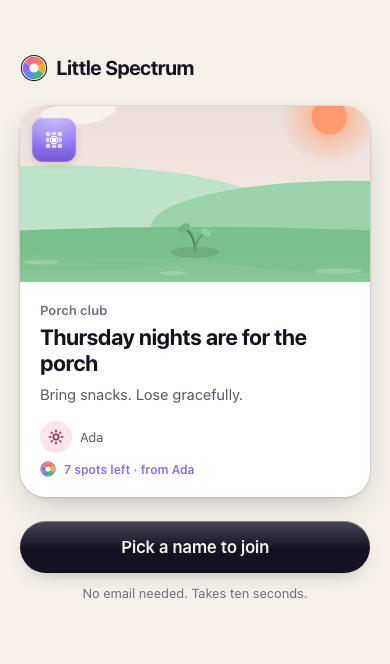 Little Spectrum
Porch club
Thursday nights are for the
porch
Bring snacks. Lose gracefully.
Ada
7 spots left · from Ada
Pick a name to join
No email needed. Takes ten seconds.